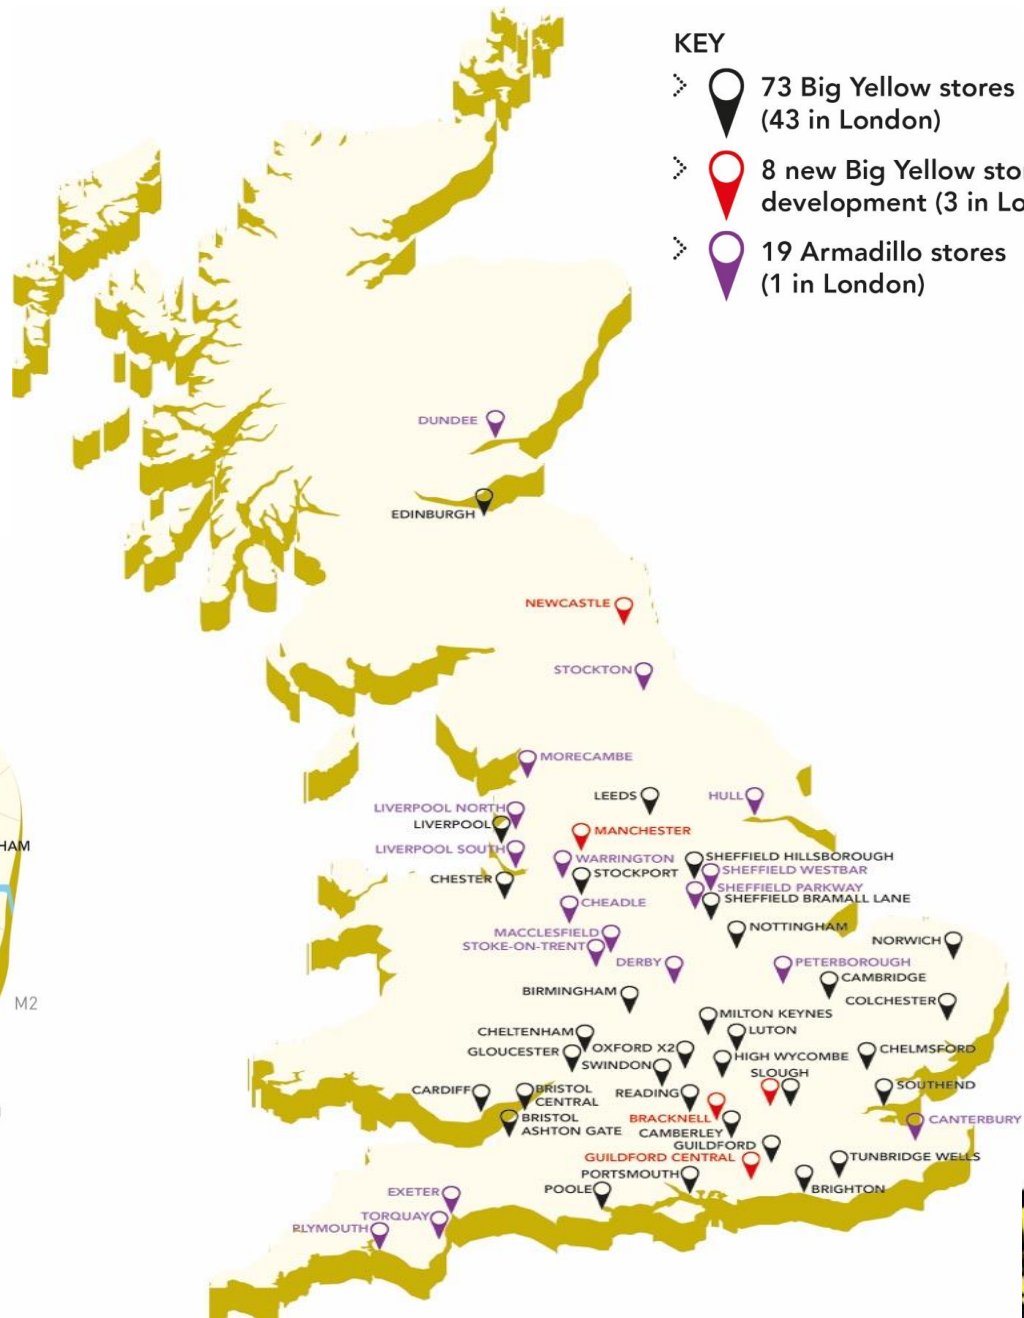 KEY
73 Big Yellow stores
(43 in London)
8 new Big Yellow
development (3 in
19 Armadillo stores
(1 in London)
DUNDEE
EDINBURGH
NEWCASTLE
STOCKTON
MORECAMBE
LEEDS
HULL
LIVERPOOL NORTH
LIVERPOOL
MANCHESTER
LIVERPOOL SOUTH
WARRINGTON
SHEFFIELD HILLSBOROUGH
SHEFFIELD WESTBAR
CHESTER
STOCKPORT
SHEFFIELD PARKWAY
SHEFFIELD BRAMALL LANE
CHEADLE
NOTTINGHAM
MACCLESFIELD
STOKE-ON-TRENT
NORWICH
DERBY
PETERBOROUGH
CAMBRIDGE
BIRMINGHAM
COLCHESTER
MILTON KEYNES
CHELTENHAM
LUTON
GLOUCESTER
OXFORD X2
CHELMSFORD
HIGH WYCOMBE
SWINDON
SLOUGH
CARDIFF
BRISTOL
CENTRAL
READING
SOUTHEND
BRISTOL
ASHTON GATE
BRACKNELL
CANTERBURY
CAMBERLEY
GUILDFORD
GUILDFORD CENTRAL
TUNBRIDGE WELLS
PORTSMOUTH
POOLE
BRIGHTON
EXETER
TORQUAY
PLYMOUTH
HAM
M2